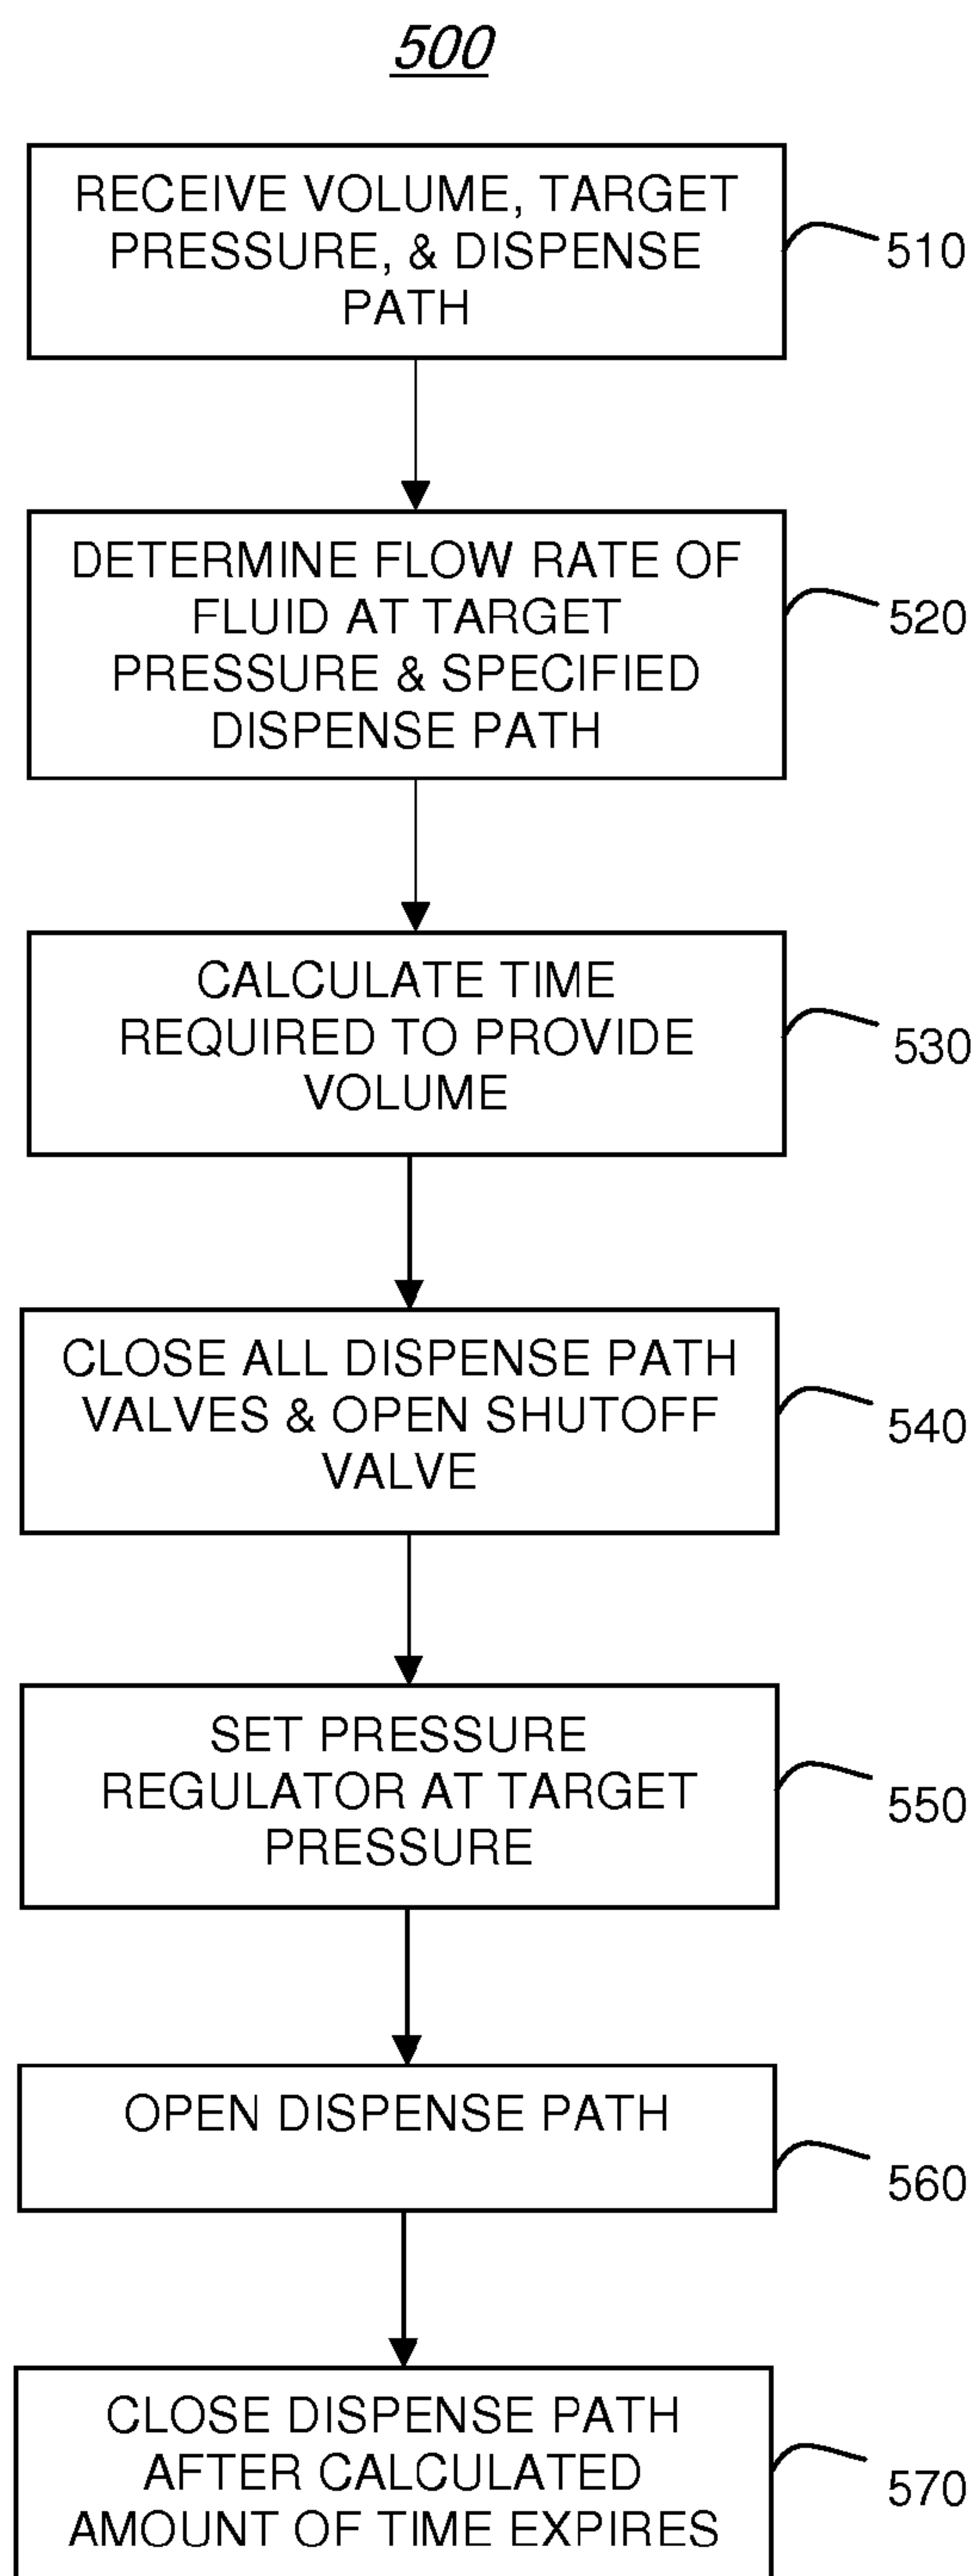 500
RECEIVE VOLUME, TARGET
PRESSURE, & DISPENSE
PATH
510
DETERMINE FLOW RATE OF
FLUID AT TARGET
PRESSURE & SPECIFIED
DISPENSE PATH
520
CALCULATE TIME
REQUIRED TO PROVIDE
VOLUME
530
CLOSE ALL DISPENSE PATH
VALVES & OPEN SHUTOFF
VALVE
540
SET PRESSURE
REGULATOR AT TARGET
PRESSURE
550
OPEN DISPENSE PATH
560
CLOSE DISPENSE PATH
AFTER CALCULATED
AMOUNT OF TIME EXPIRES
570